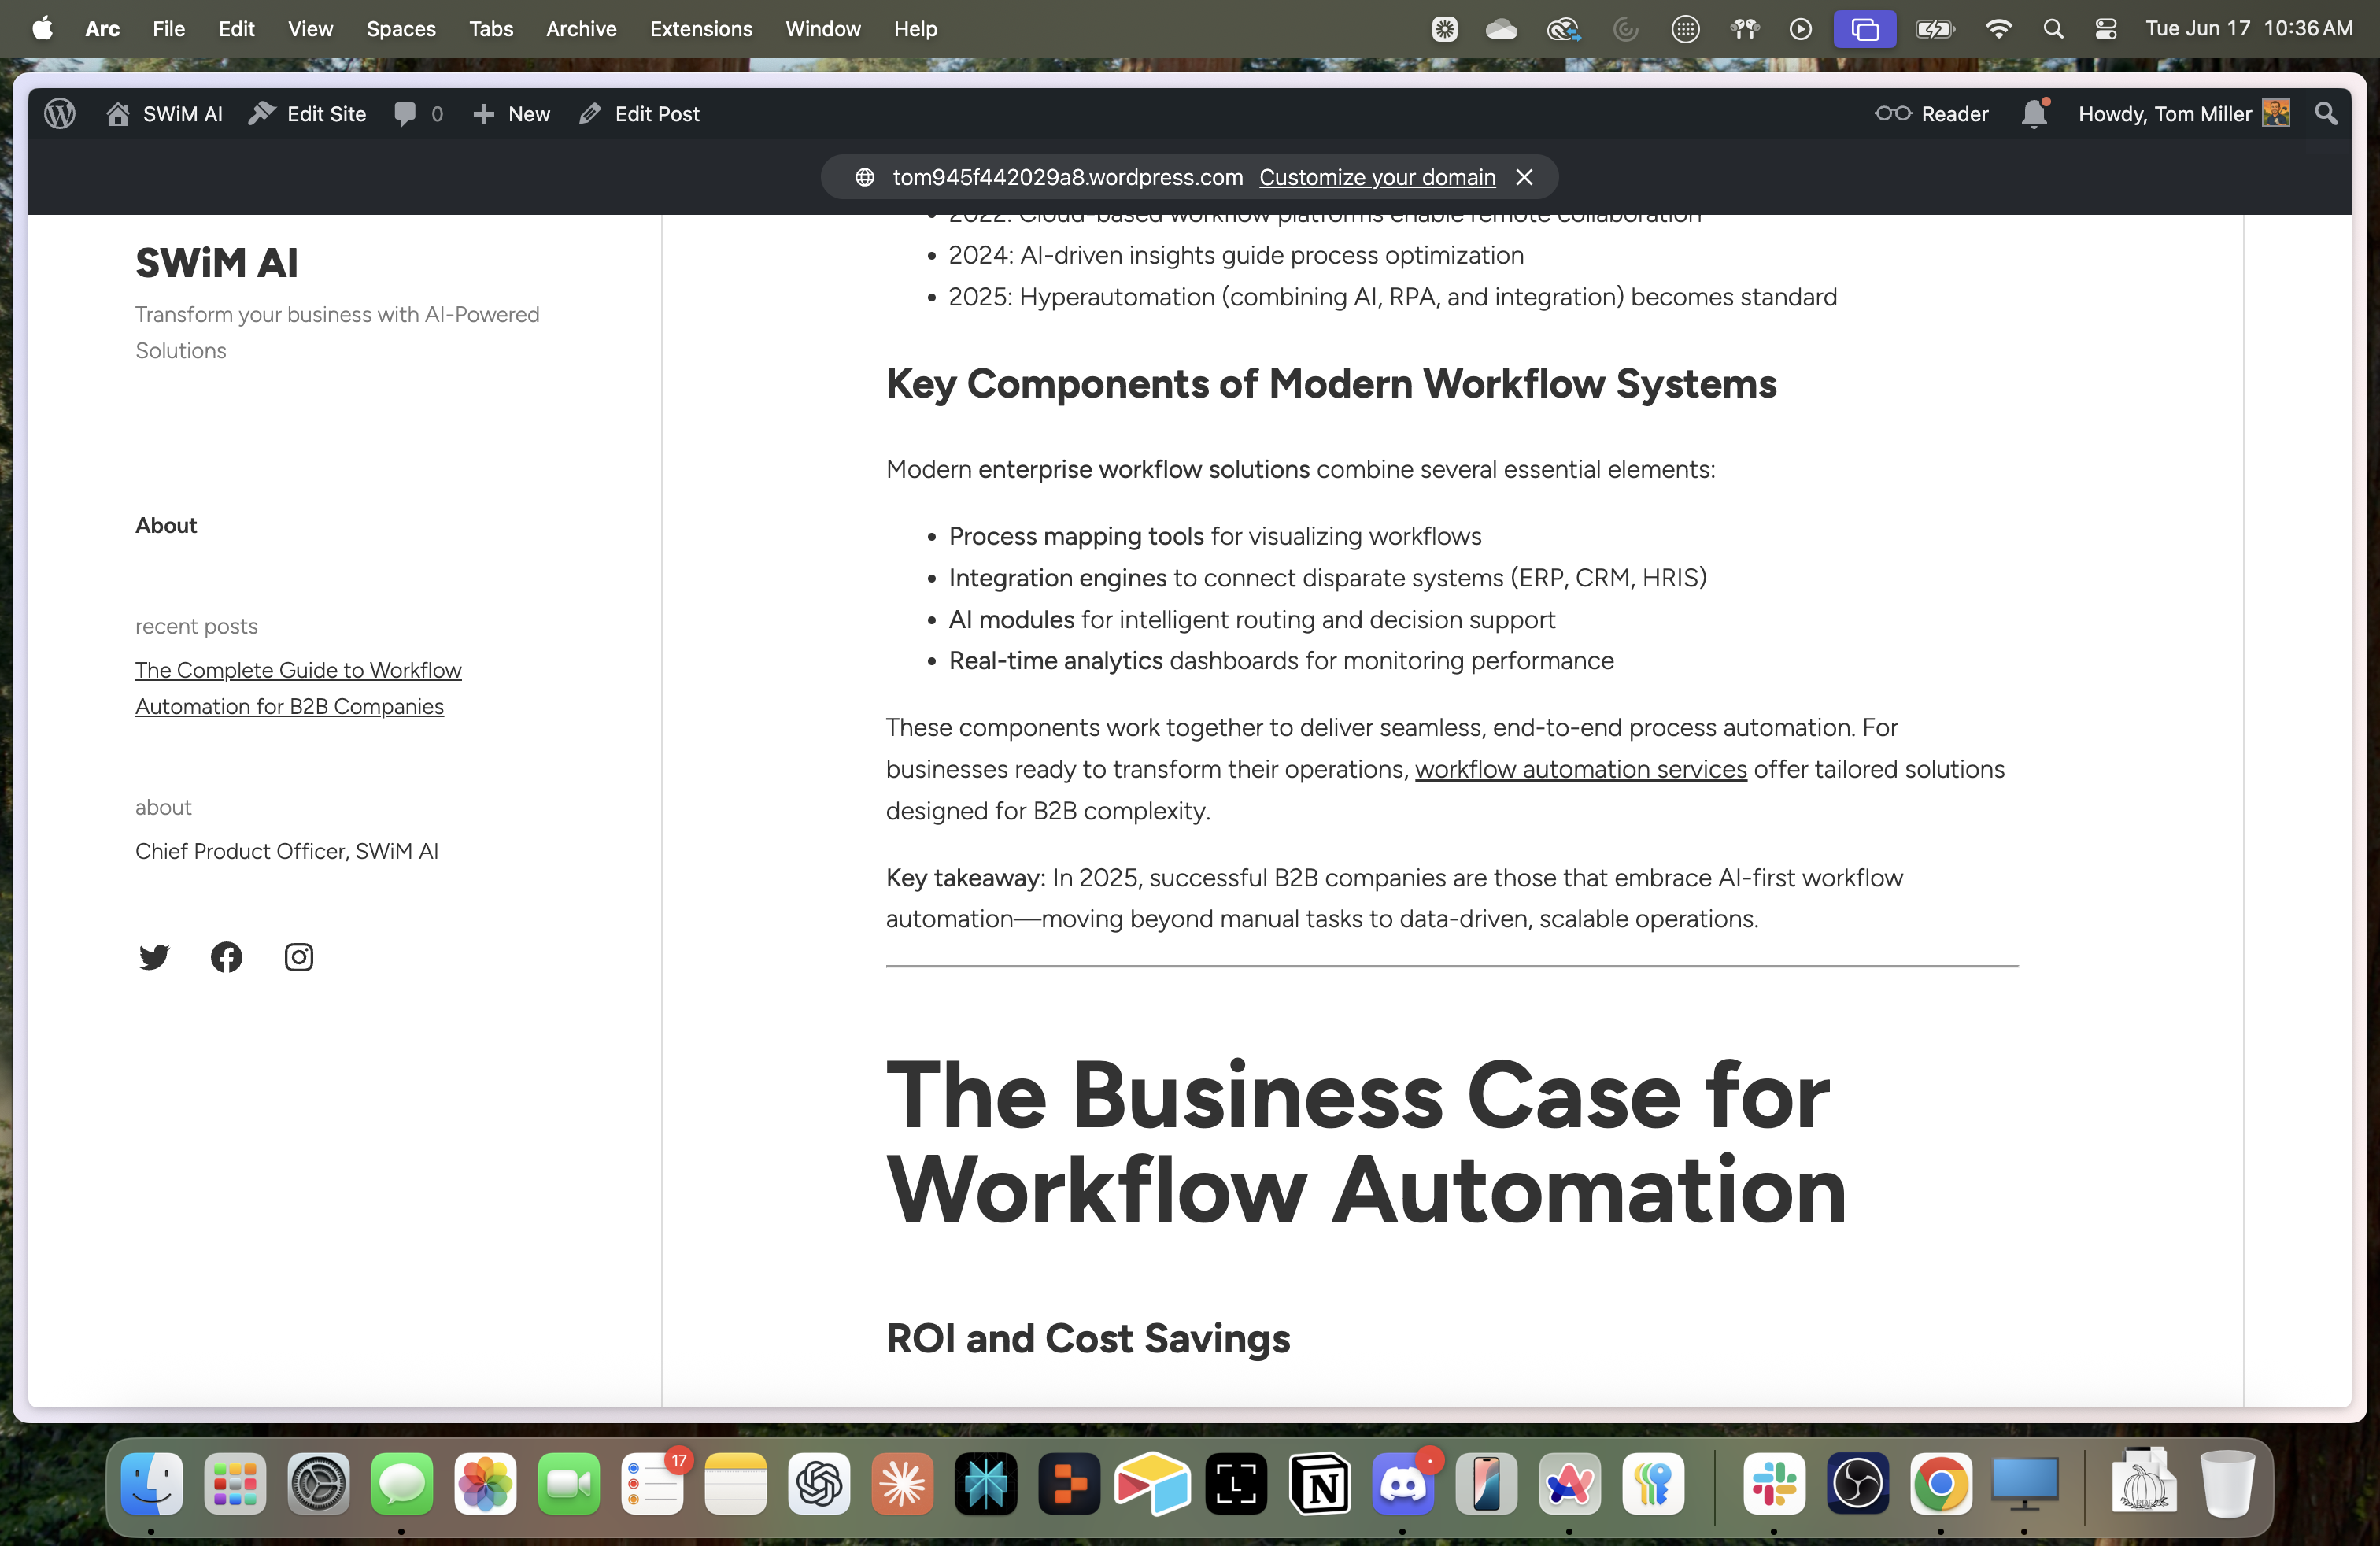 Arc File Edit View Spaces Tabs Archive Extensions Window Help Tue Jun 17 10:36 AM
SWiM AI Edit Site 0 New Edit Post Reader Howdy, Tom Miller
tom945f442029a8.wordpress.com Customize your domain
SWiM AI
Transform your business with AI-Powered
Solutions
About
recent posts
The Complete Guide to Workflow
Automation for B2B Companies
about
Chief Product Officer, SWiM AI
2022: Cloud-based workflow platforms enable remote collaboration
2024: AI-driven insights guide process optimization
2025: Hyperautomation (combining AI, RPA, and integration) becomes standard
Key Components of Modern Workflow Systems
Modern enterprise workflow solutions combine several essential elements:
Process mapping tools for visualizing workflows
Integration engines to connect disparate systems (ERP, CRM, HRIS)
AI modules for intelligent routing and decision support
Real-time analytics dashboards for monitoring performance
These components work together to deliver seamless, end-to-end process automation. For
businesses ready to transform their operations, workflow automation services offer tailored solutions
designed for B2B complexity.
Key takeaway: In 2025, successful B2B companies are those that embrace AI-first workflow
automation—moving beyond manual tasks to data-driven, scalable operations.
The Business Case for
Workflow Automation
ROI and Cost Savings
17